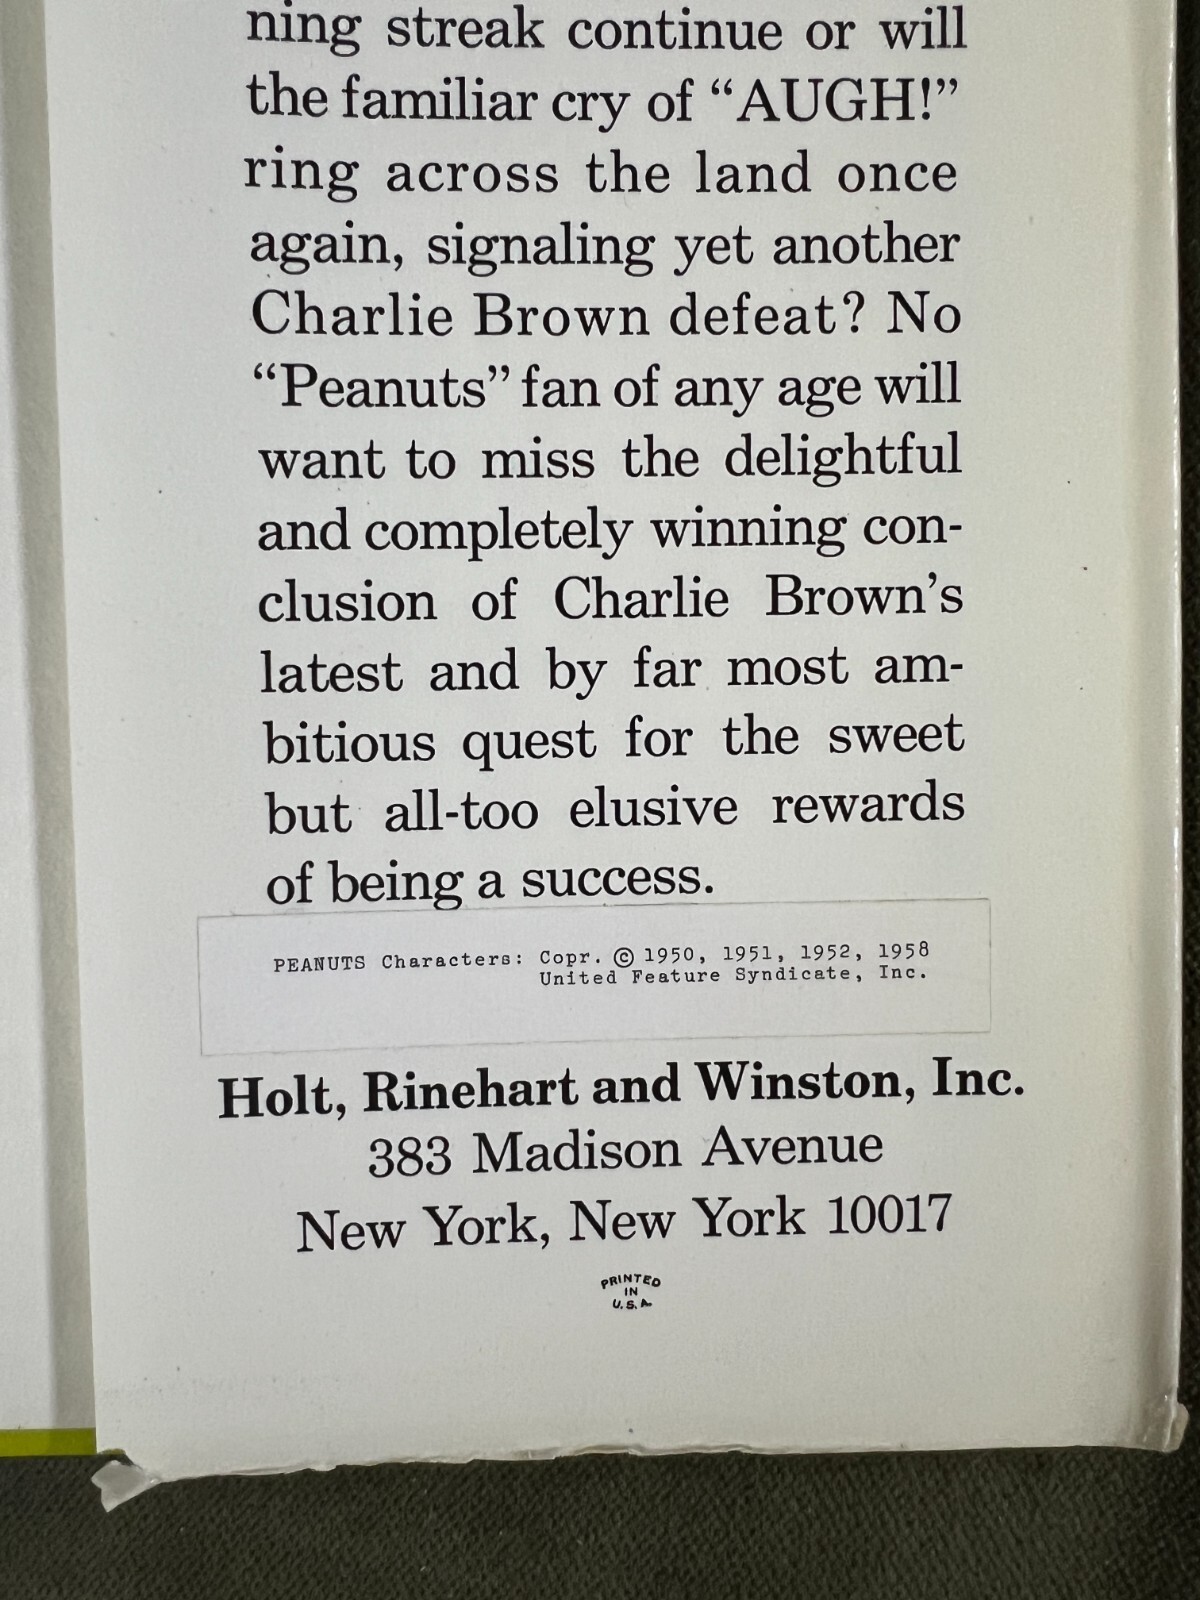 ning streak continue or will
the familiar cry of “AUGH!”
ring across the land once
again, signaling yet another
Charlie Brown defeat? No
“Peanuts” fan of any age will
want to miss the delightful
and completely winning con-
clusion of Charlie Brown’s
latest and by far most am-
bitious quest for the sweet
but all-too elusive rewards
of being a success.
PEANUTS Characters: Copr. © 1950, 1951, 1952, 1958
United Feature Syndicate, Inc.
Holt, Rinehart and Winston, Inc.
383 Madison Avenue
New York, New York 10017
PRINTED
IN
U.S.A.